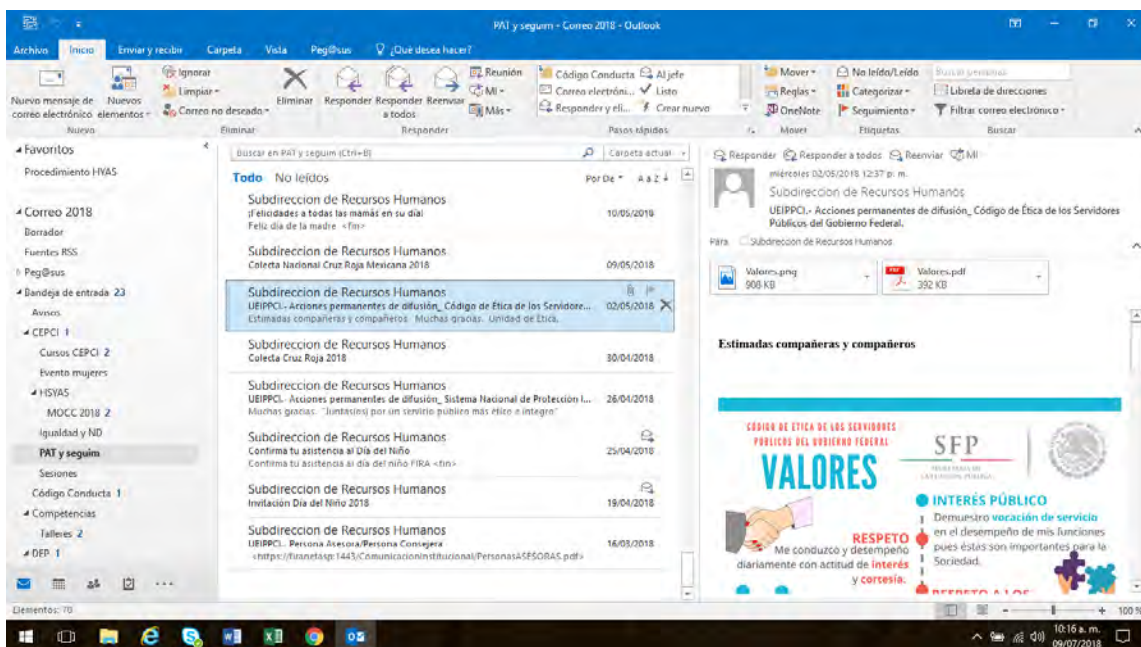 PAT y seguim - Correo 2018 - Outlook
Archivo Inicio Enviar y recibir Carpeta Vista Peg@sus ¿Qué desea hacer?
Nuevo mensaje de correo electrónico
Nuevos elementos
Ignorar
Limpiar
Correo no deseado
Eliminar
Responder
Responder a todos
Reenviar
Reunión
MI
Más
Código Conducta
Al jefe
Correo electróni...
Listo
Responder y eli...
Crear nuevo
Mover
Reglas
OneNote
No leído/Leído
Categorizar
Seguimiento
Buscar personas
Libreta de direcciones
Filtrar correo electrónico
Nuevo Eliminar Responder Pasos rápidos Mover Etiquetas Buscar
Favoritos
Procedimiento HYAS
Correo 2018
Borrador
Fuentes RSS
Peg@sus
Bandeja de entrada 23
Avisos
CEPCI 1
Cursos CEPCI 2
Evento mujeres
HSYAS
MOCC 2018 2
Igualdad y ND
PAT y seguim
Sesiones
Código Conducta 1
Competencias
Talleres 2
DFP 1
Buscar en PAT y seguim (Ctrl+B)
Carpeta actual
Todo No leídos
Por De A a Z
Subdireccion de Recursos Humanos
¡Felicidades a todas las mamás en su día! 10/05/2018
Feliz día de la madre <fin>
Subdireccion de Recursos Humanos
Colecta Nacional Cruz Roja Mexicana 2018 09/05/2018
Subdireccion de Recursos Humanos
UEIPPCI.- Acciones permanentes de difusión_ Código de Ética de los Servidore... 02/05/2018
Estimadas compañeras y compañeros Muchas gracias. Unidad de Ética,
Subdireccion de Recursos Humanos
Colecta Cruz Roja 2018 30/04/2018
Subdireccion de Recursos Humanos
UEIPPCI.- Acciones permanentes de difusión_ Sistema Nacional de Protección I... 26/04/2018
Muchas gracias. "Juntas(os) por un servicio público más ético e íntegro"
Subdireccion de Recursos Humanos
Confirma tu asistencia al Día del Niño 25/04/2018
Confirma tu asistencia al día del niño FIRA <fin>
Subdireccion de Recursos Humanos
Invitación Día del Niño 2018 19/04/2018
Subdireccion de Recursos Humanos
UEIPPCI.- Persona Asesora/Persona Consejera 16/03/2018
Responder Responder a todos Reenviar MI
miércoles 02/05/2018 12:37 p. m.
Subdireccion de Recursos Humanos
UEIPPCI.- Acciones permanentes de difusión_ Código de Ética de los Servidores
Públicos del Gobierno Federal.
Para Subdireccion de Recursos Humanos
Valores.png
908 KB
Valores.pdf
392 KB
Estimadas compañeras y compañeros
CÓDIGO DE ÉTICA DE LOS SERVIDORES
PÚBLICOS DEL GOBIERNO FEDERAL
VALORES
SFP
INTERÉS PÚBLICO
Demuestro vocación de servicio
en el desempeño de mis funciones
pues éstas son importantes para la
Sociedad.
RESPETO
Me conduzco y desempeño
diariamente con actitud de interés
y cortesía.
Elementos: 70
100 %
10:16 a. m.
09/07/2018